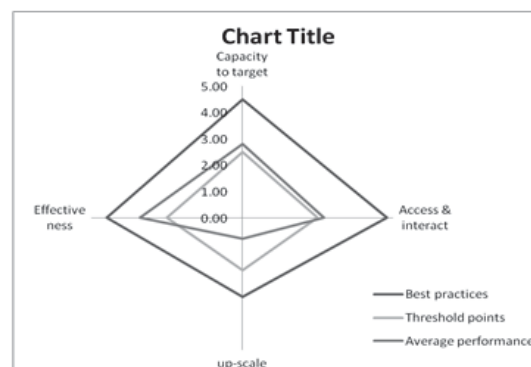 Chart Title
Capacity
to target
5.00
4.00
3.00
2.00
1.00
0.00
Effective
ness
Access &
interact
Best practices
Threshold points
Average performance
up-scale